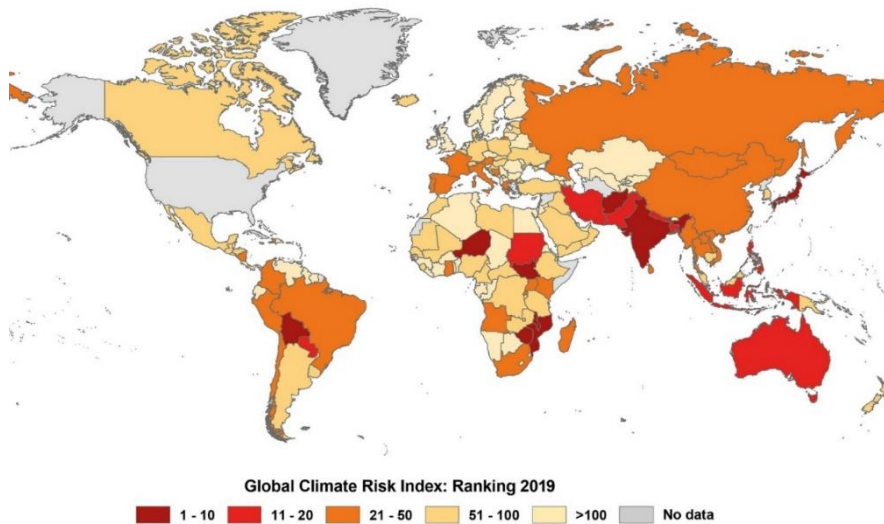 Global Climate Risk Index: Ranking 2019
1 - 10 11 - 20 21 - 50 51 - 100 >100 No data